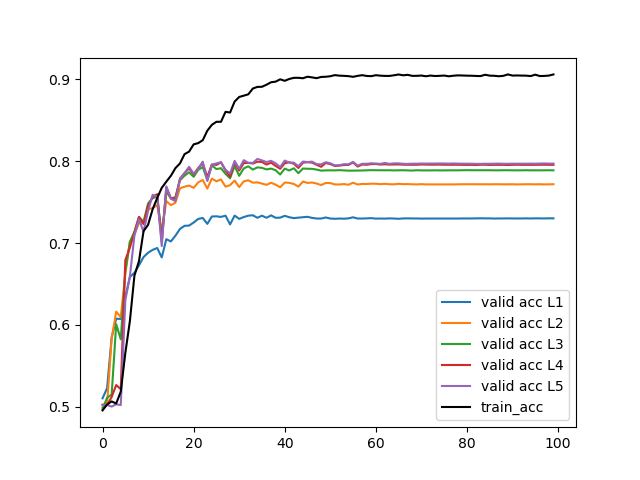 0.9
0.8
0.7
0.6
0.5
0 20 40 60 80 100
valid acc L1
valid acc L2
valid acc L3
valid acc L4
valid acc L5
train_acc